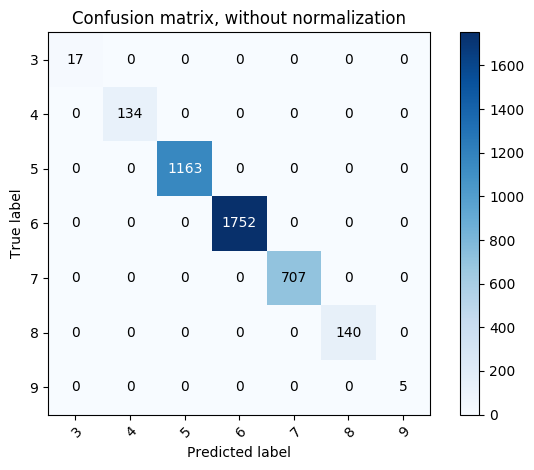 Confusion matrix, without normalization
3 17 0 0 0 0 0 0
4 0 134 0 0 0 0 0
5 0 0 1163 0 0 0 0
6 0 0 0 1752 0 0 0
7 0 0 0 0 707 0 0
8 0 0 0 0 0 140 0
9 0 0 0 0 0 0 5
3 4 5 6 7 8 9
True label
Predicted label
1600
1400
1200
1000
800
600
400
200
0